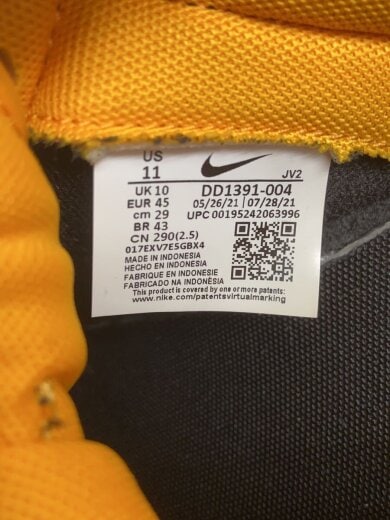 US
11
JV2
UK 10
DD1391-004
EUR 45
05/26/21 07/28/21
cm 29
UPC 00195242063996
BR 43
CN 290(2.5)
017EXV7ESGBX4
MADE IN INDONESIA
HECHO EN INDONESIA
FABRIQUE EN INDONESIE
FABRICADO NA INDONÉSIA
This product is covered by one or more patents:
www.nike.com/patentsvirtualmarking